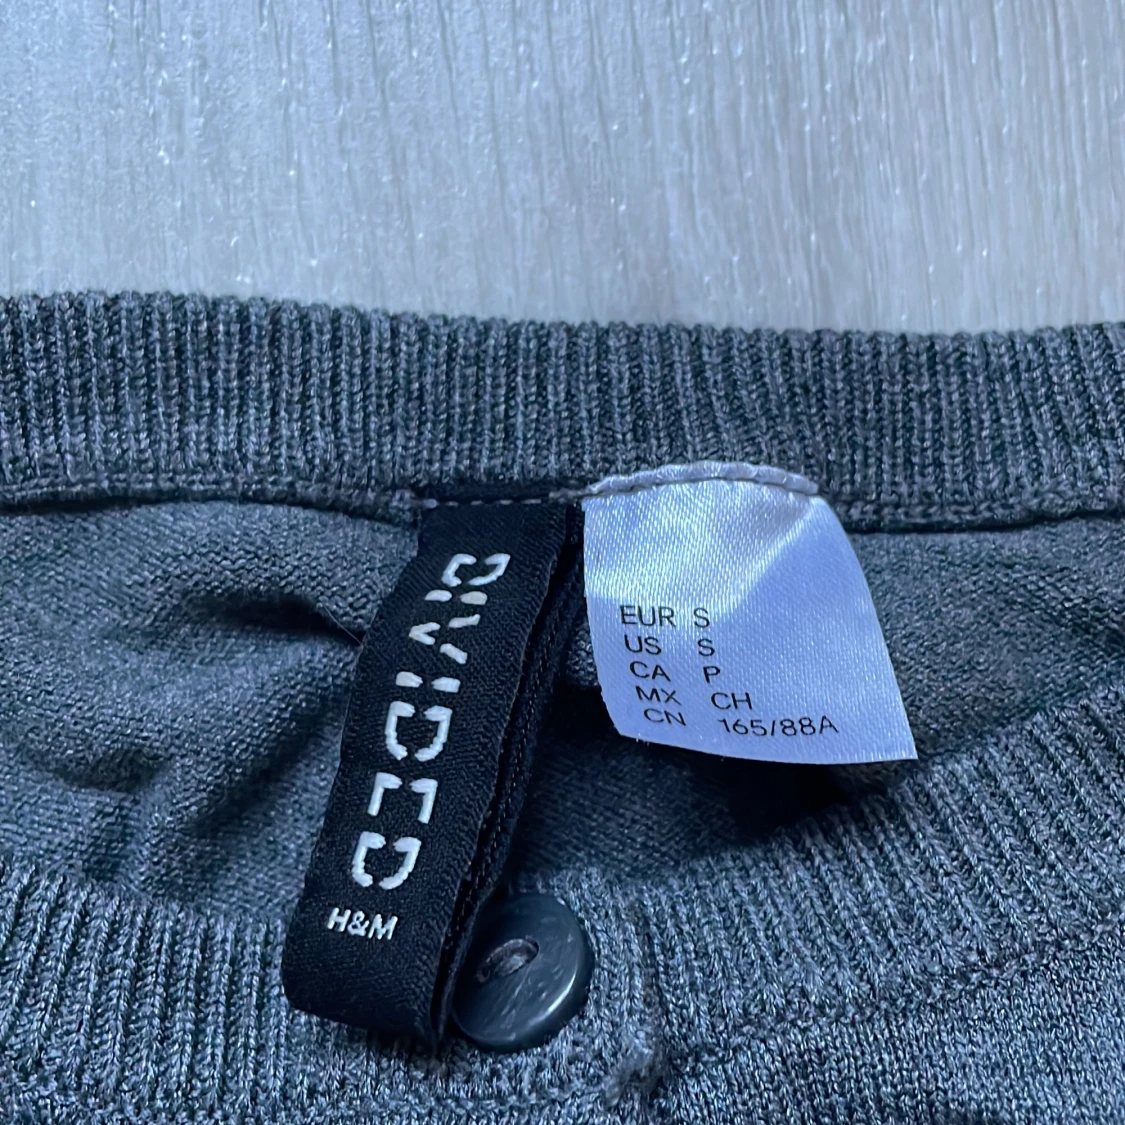 DIVIDED
H&M
EUR S
US S
CA P
MX CH
CN 165/88A